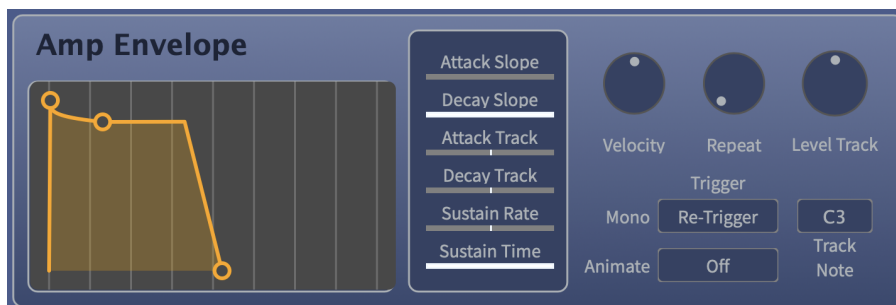 Amp Envelope
Attack Slope
Decay Slope
Attack Track
Decay Track
Sustain Rate
Sustain Time
Velocity Repeat Level Track
Trigger
Mono Re-Trigger C3
Track
Animate Off Note